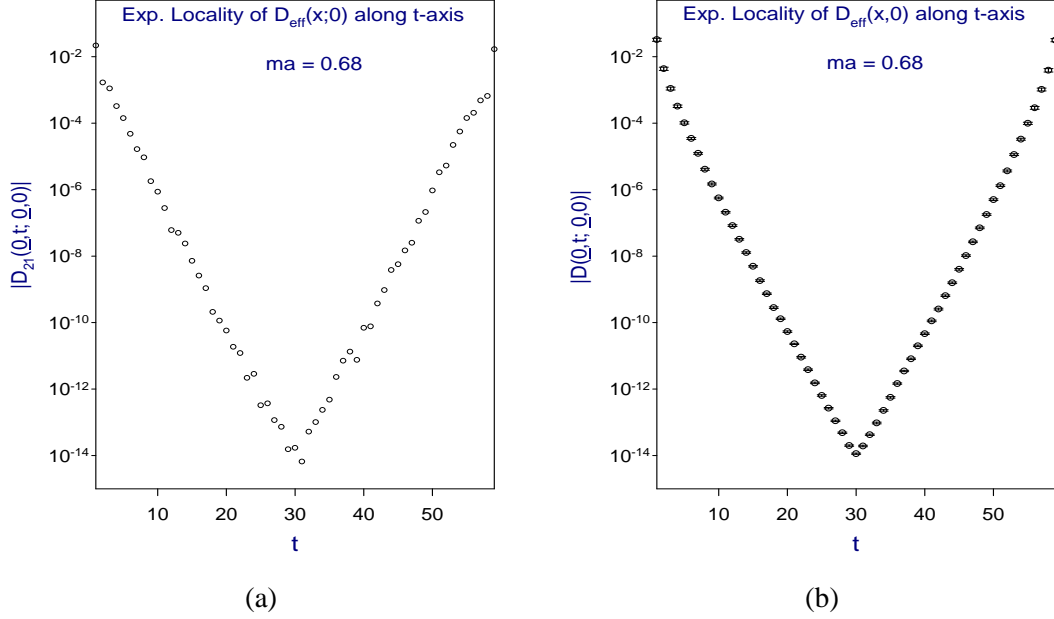 Exp. Locality of D_eff(x;0) along t-axis
ma = 0.68
|D_21(0,t; 0,0)|
10^-2
10^-4
10^-6
10^-8
10^-10
10^-12
10^-14
10 20 30 40 50
t
(a)
Exp. Locality of D_eff(x,0) along t-axis
ma = 0.68
|D(0,t; 0,0)|
10^-2
10^-4
10^-6
10^-8
10^-10
10^-12
10^-14
10 20 30 40 50
t
(b)